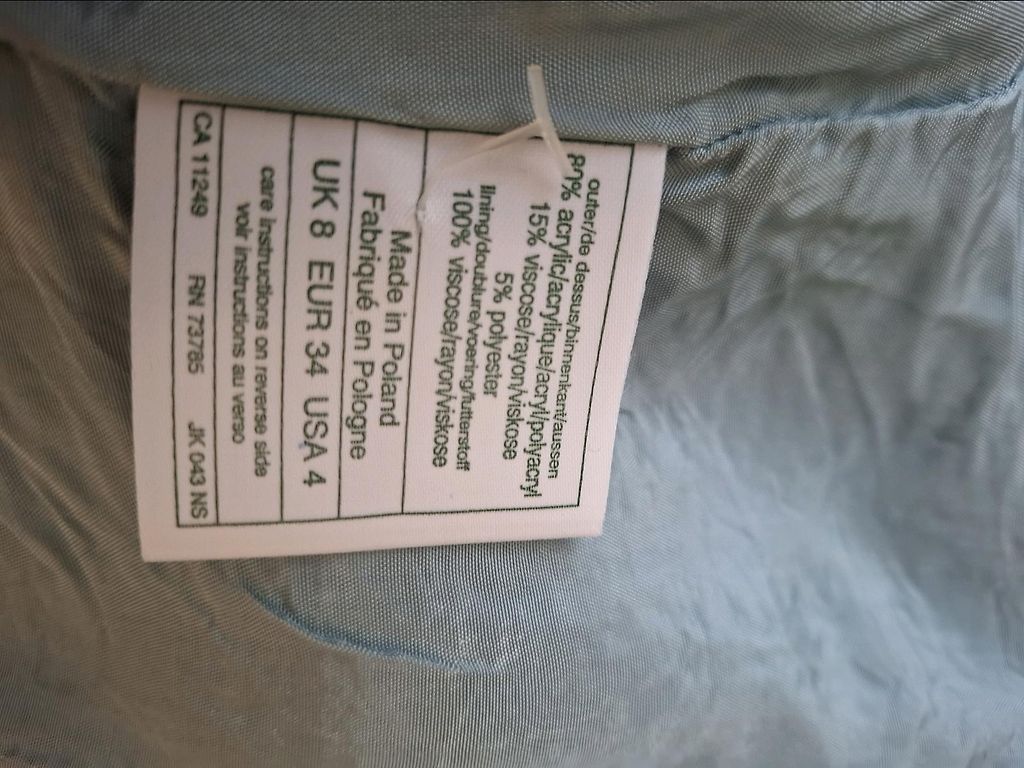 outer/de dessus/binnenkant/aussen
80% acrylic/acrylique/acryl/polyacryl
15% viscose/rayon/viskose
5% polyester
lining/doublure/voering/futterstoff
100% viscose/rayon/viskose
Made in Poland
Fabriqué en Pologne
UK 8 EUR 34 USA 4
care instructions on reverse side
voir instructions au verso
CA 11249 RN 73785 JK 043 NS